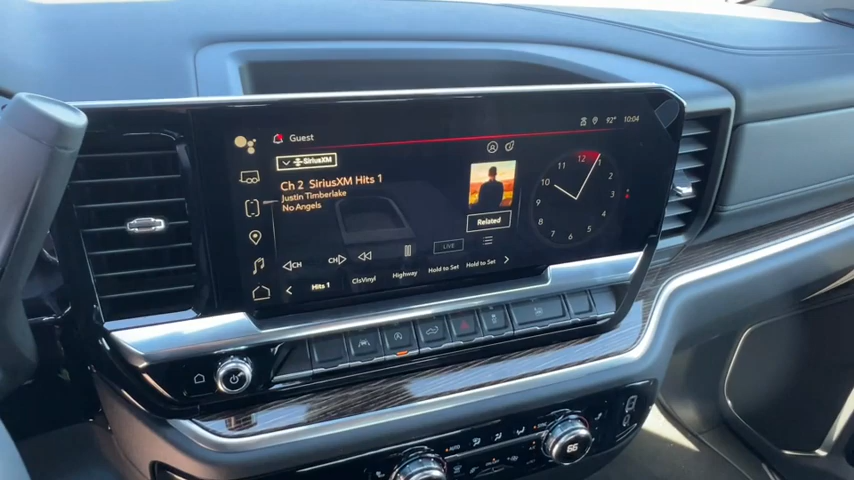 Guest
92° 10:04
SiriusXM
Ch 2 SiriusXM Hits 1
Justin Timberlake
No Angels
Related
12
1
2
3
4
5
6
7
8
9
10
11
CH
CH
LIVE
Hits 1
ClsVinyl
Highway
Hold to Set
Hold to Set
AUTO
SYNC
66